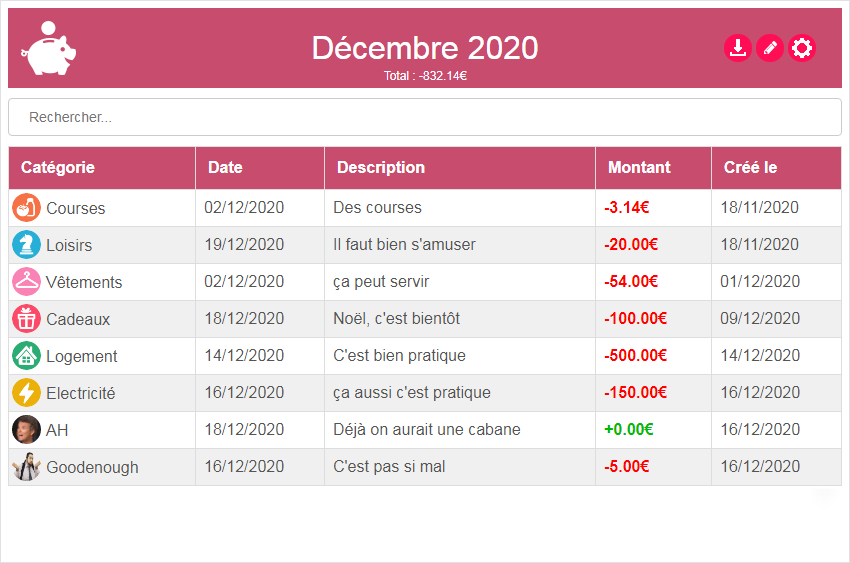 Décembre 2020
Total : -832.14€
Rechercher...
Catégorie Date Description Montant Créé le
Courses 02/12/2020 Des courses -3.14€ 18/11/2020
Loisirs 19/12/2020 Il faut bien s'amuser -20.00€ 18/11/2020
Vêtements 02/12/2020 ça peut servir -54.00€ 01/12/2020
Cadeaux 18/12/2020 Noël, c'est bientôt -100.00€ 09/12/2020
Logement 14/12/2020 C'est bien pratique -500.00€ 14/12/2020
Electricité 16/12/2020 ça aussi c'est pratique -150.00€ 16/12/2020
AH 18/12/2020 Déjà on aurait une cabane +0.00€ 16/12/2020
Goodenough 16/12/2020 C'est pas si mal -5.00€ 16/12/2020